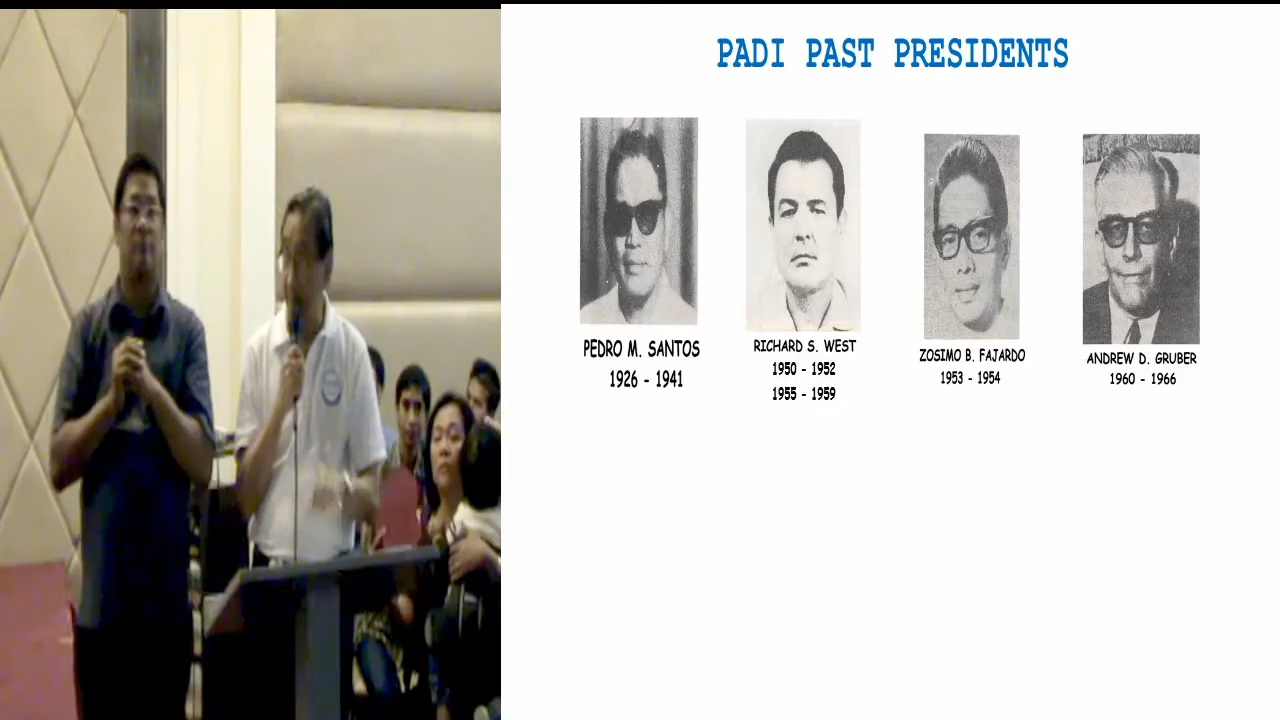 PADI PAST PRESIDENTS
PEDRO M. SANTOS
1926 - 1941
RICHARD S. WEST
1950 - 1952
1955 - 1959
ZOSIMO B. FAJARDO
1953 - 1954
ANDREW D. GRUBER
1960 - 1966